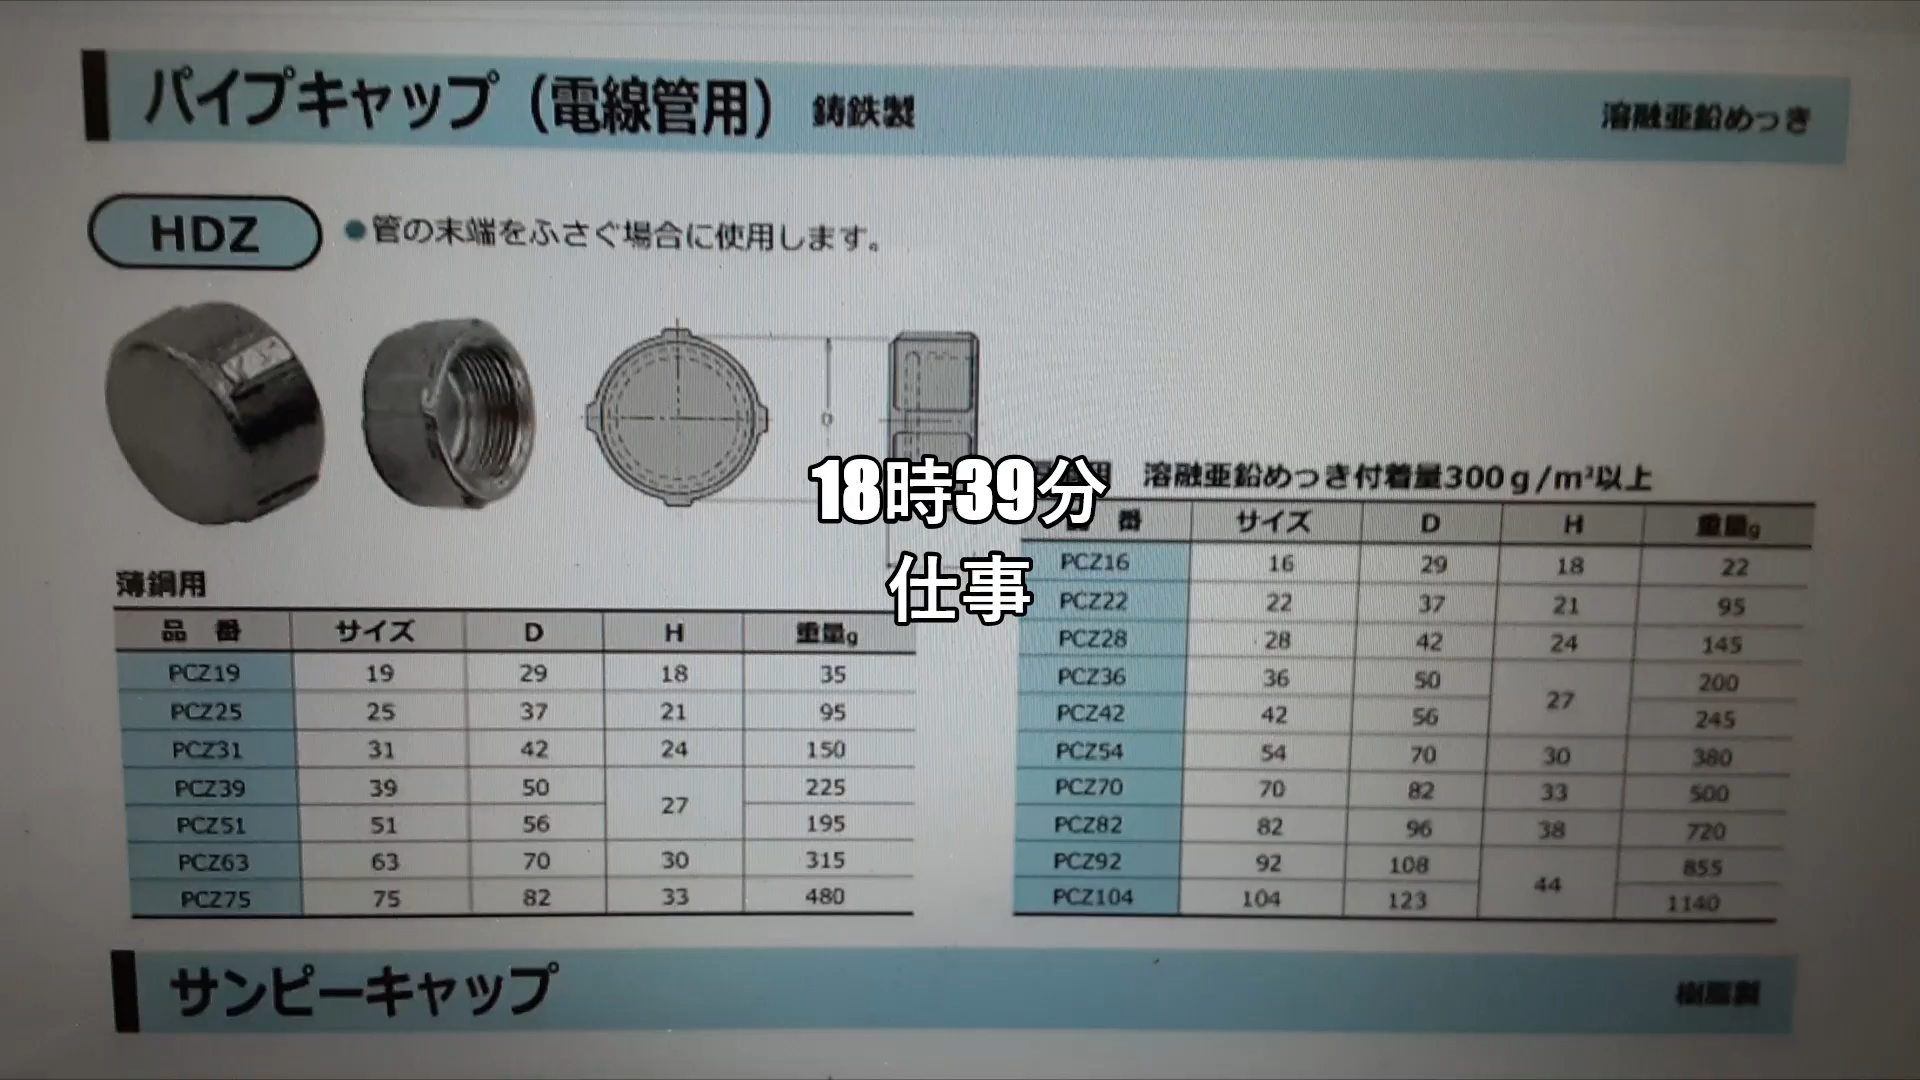 パイプキャップ（電線管用） 鋳鉄製 溶融亜鉛めっき
HDZ ●管の末端をふさぐ場合に使用します。
D
18時39分
仕事
薄鋼用
品 番 サイズ D H 重量g
PCZ19 19 29 18 35
PCZ25 25 37 21 95
PCZ31 31 42 24 150
PCZ39 39 50 27 225
PCZ51 51 56 195
PCZ63 63 70 30 315
PCZ75 75 82 33 480
用 溶融亜鉛めっき付着量300g/m²以上
番 サイズ D H 重量g
PCZ16 16 29 18 22
PCZ22 22 37 21 95
PCZ28 28 42 24 145
PCZ36 36 50 27 200
PCZ42 42 56 245
PCZ54 54 70 30 380
PCZ70 70 82 33 500
PCZ82 82 96 38 720
PCZ92 92 108 44 855
PCZ104 104 123 1140
サンピーキャップ 樹脂製